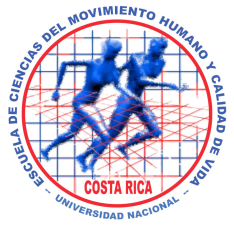 ESCUELA DE CIENCIAS DEL MOVIMIENTO HUMANO Y CALIDAD DE VIDA
COSTA RICA
– UNIVERSIDAD NACIONAL –